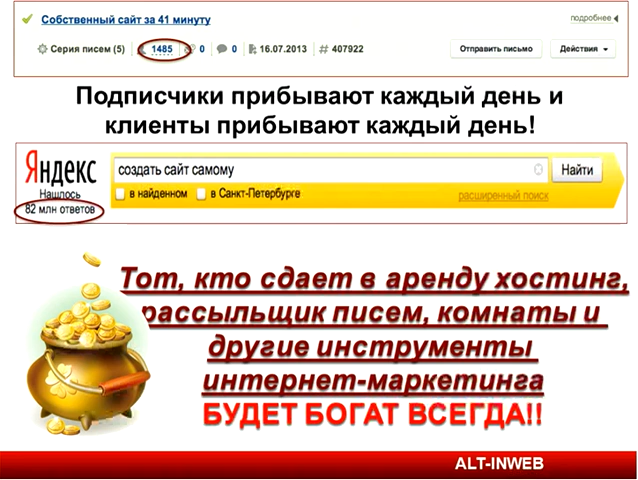 Собственный сайт за 41 минуту
подробнее
Серия писем (5) 1485 0 0 16.07.2013 # 407922 Отправить письмо Действия
Подписчики прибывают каждый день и
клиенты прибывают каждый день!
Яндекс
Нашлось
82 млн ответов
создать сайт самому
Найти
в найденном в Санкт-Петербурге
расширенный поиск
Тот, кто сдает в аренду хостинг,
рассыльщик писем, комнаты и
другие инструменты
интернет-маркетинга
БУДЕТ БОГАТ ВСЕГДА!!
ALT-INWEB